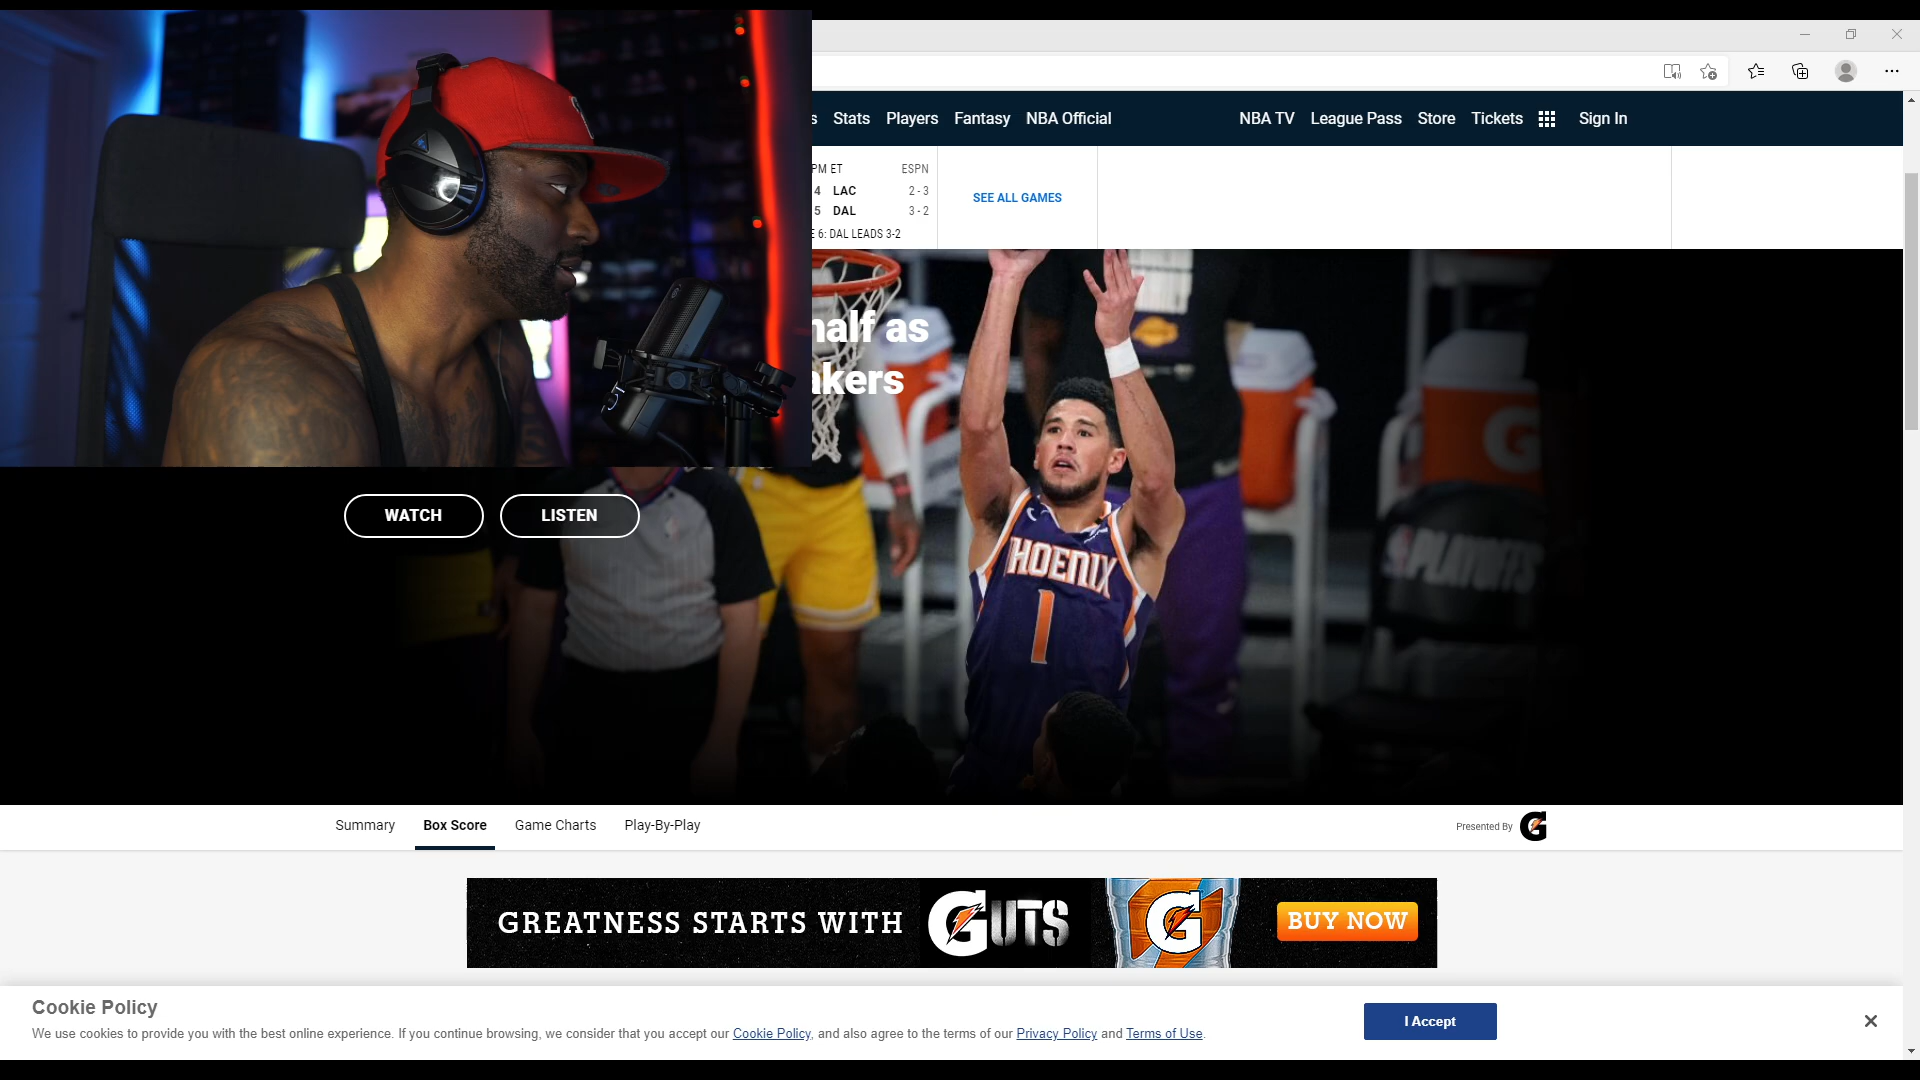 Stats Players Fantasy NBA Official NBA TV League Pass Store Tickets Sign In
PM ET ESPN
4 LAC 2 - 3
5 DAL 3 - 2
E 6: DAL LEADS 3-2
SEE ALL GAMES
half as
akers
WATCH LISTEN
PHOENIX
1
G
PLAYOFFS
Summary Box Score Game Charts Play-By-Play
Presented By G
GREATNESS STARTS WITH GUTS G BUY NOW
Cookie Policy
We use cookies to provide you with the best online experience. If you continue browsing, we consider that you accept our Cookie Policy, and also agree to the terms of our Privacy Policy and Terms of Use.
I Accept